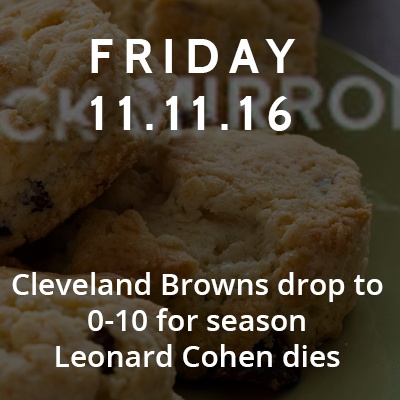 FRIDAY
11.11.16
Cleveland Browns drop to
0-10 for season
Leonard Cohen dies